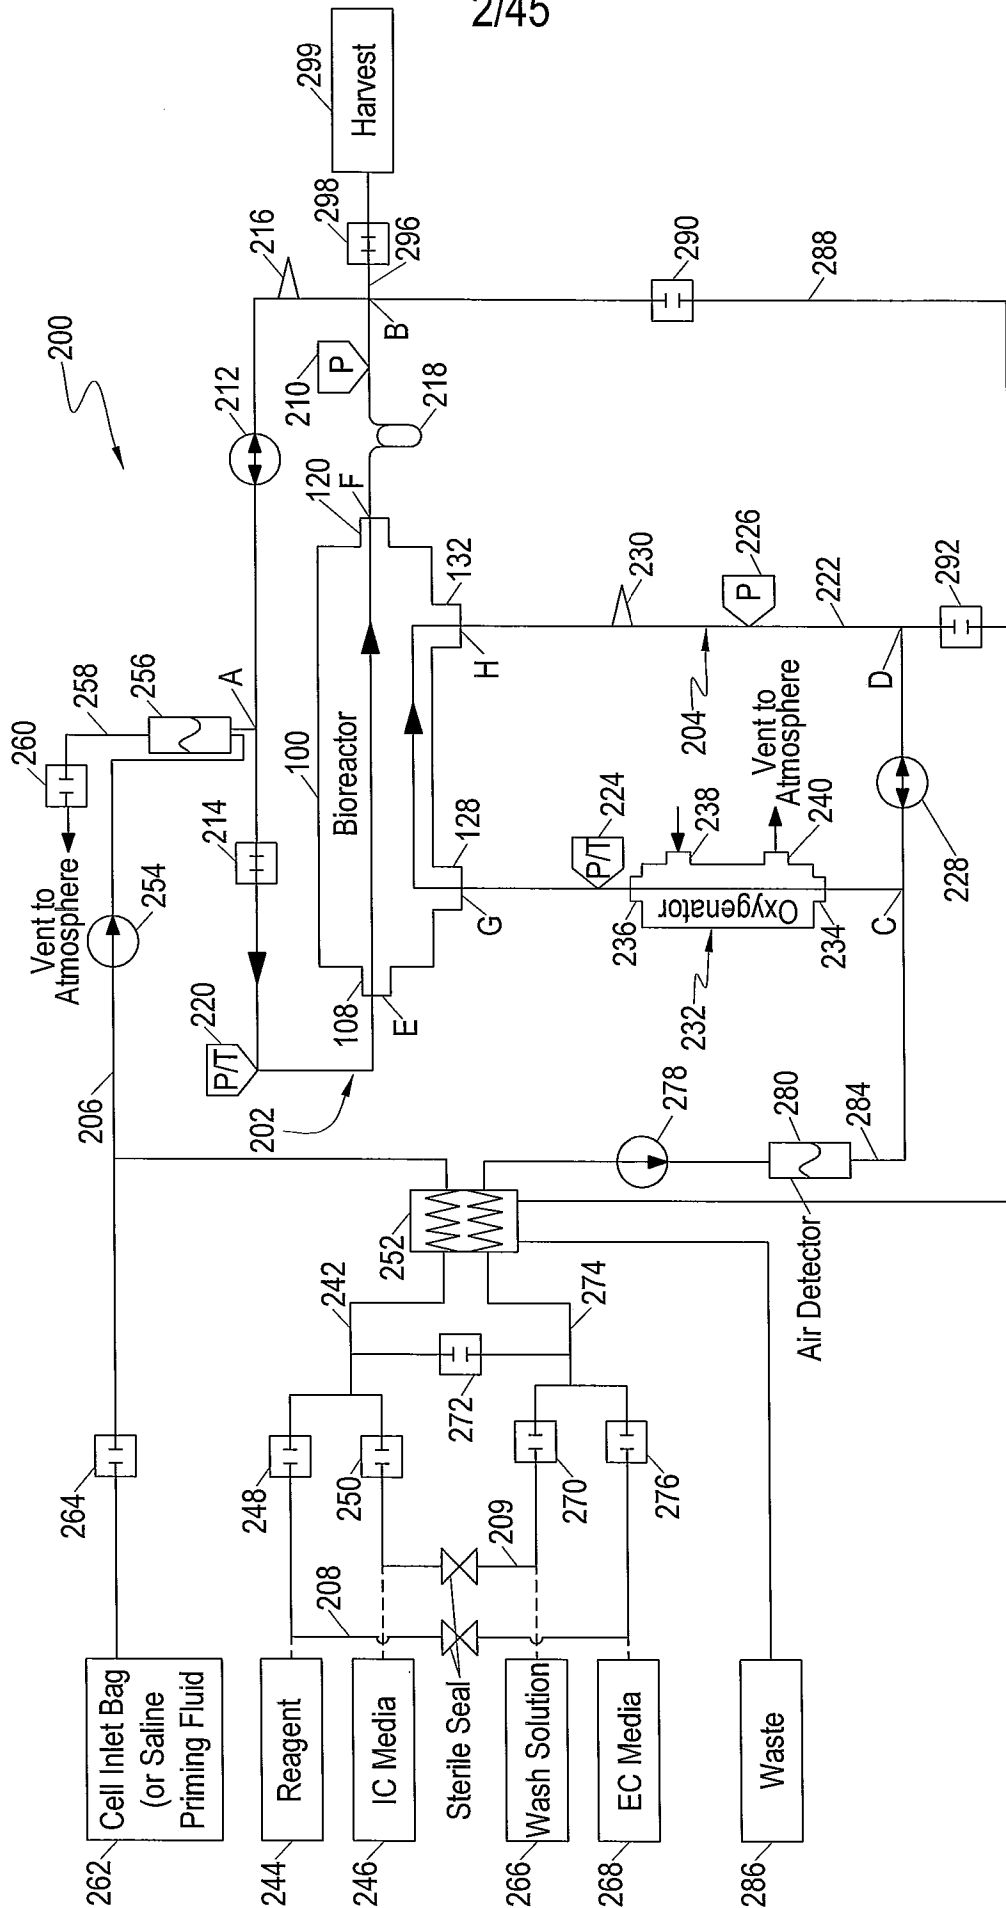 2/45
200
299
Harvest
298
296
216
B
290
288
210
P
218
212
120
F
132
H
230
226
P
222
292
D
204
Vent to
Atmosphere
240
238
224
P/T
228
C
Oxygenator
236
234
232
A
256
258
260
Vent to
Atmosphere
214
254
100
Bioreactor
128
G
108
E
220
P/T
202
206
278
280
284
Air Detector
252
242
274
272
264
248
250
270
276
209
208
Sterile Seal
Cell Inlet Bag
(or Saline
Priming Fluid
262
Reagent
244
IC Media
246
Wash Solution
266
EC Media
268
Waste
286